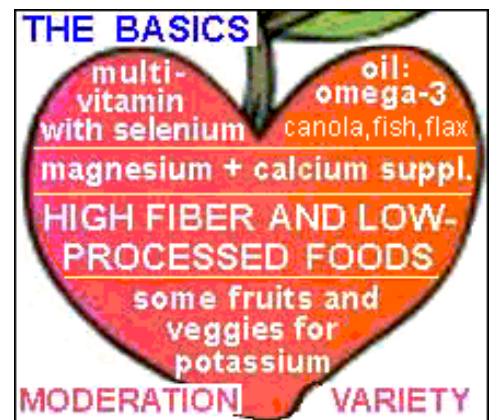 THE BASICS
multi-
vitamin
with selenium
oil:
omega-3
canola,fish,flax
magnesium + calcium suppl.
HIGH FIBER AND LOW-
PROCESSED FOODS
some fruits and
veggies for
potassium
MODERATION VARIETY